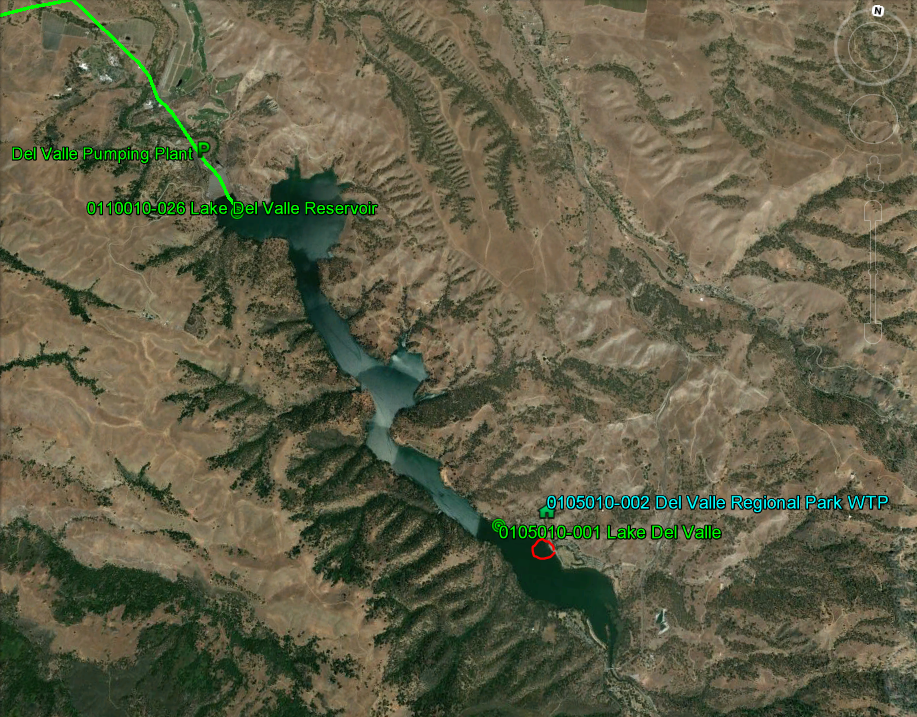 N
Del Valle Pumping Plant P
0110010-026 Lake Del Valle Reservoir
0105010-002 Del Valle Regional Park WTP
0105010-001 Lake Del Valle